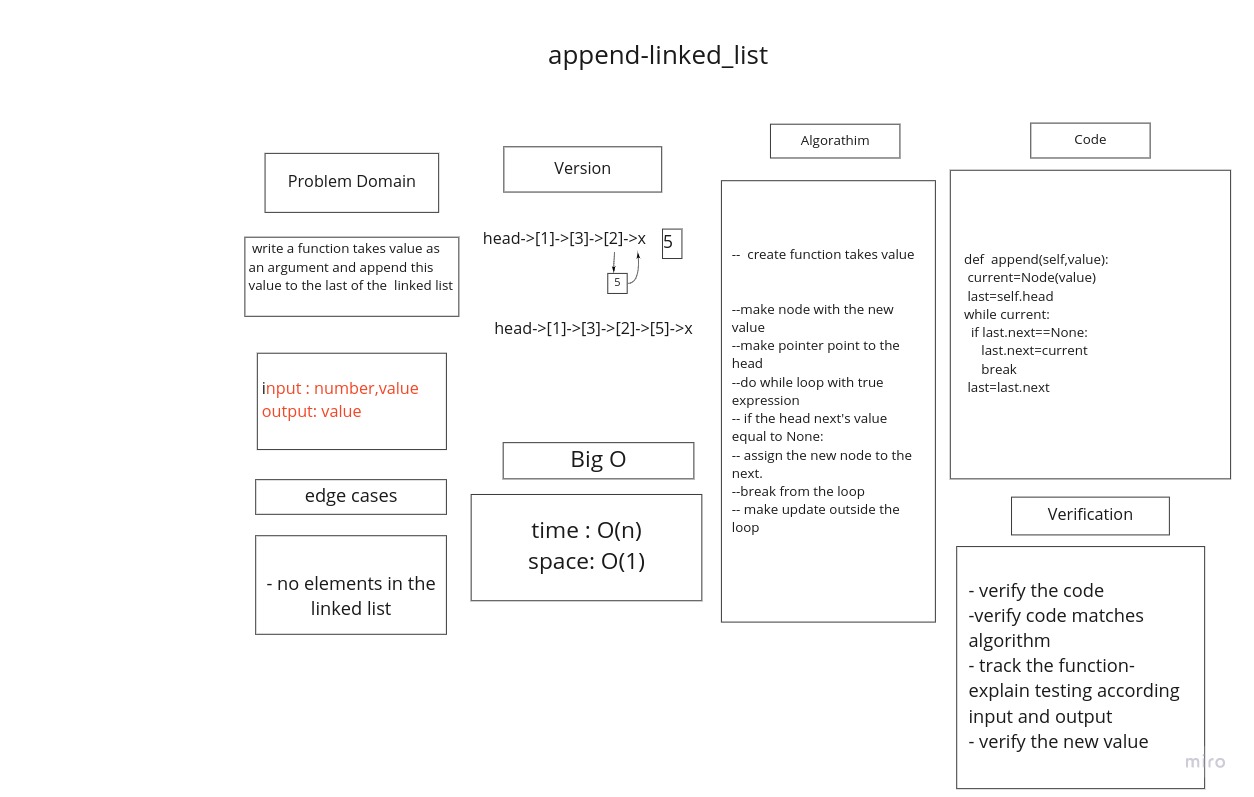 append-linked_list
Problem Domain
write a function takes value as
an argument and append this
value to the last of the linked list
input : number,value
output: value
edge cases
- no elements in the
linked list
Version
head->[1]->[3]->[2]->x
5
5
head->[1]->[3]->[2]->[5]->x
Big O
time : O(n)
space: O(1)
Algorathim
-- create function takes value
--make node with the new
value
--make pointer point to the
head
--do while loop with true
expression
-- if the head next's value
equal to None:
-- assign the new node to the
next.
--break from the loop
-- make update outside the
loop
Code
def append(self,value):
current=Node(value)
last=self.head
while current:
if last.next==None:
last.next=current
break
last=last.next
Verification
- verify the code
-verify code matches
algorithm
- track the function-
explain testing according
input and output
- verify the new value
miro